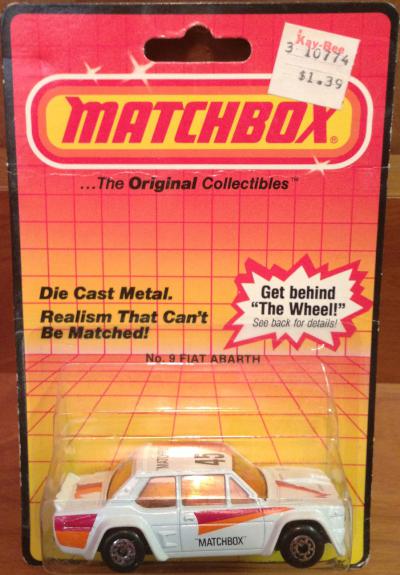 Kay-Bee
3 10774
$1.39
MATCHBOX®
...The Original Collectibles™
Die Cast Metal.
Realism That Can't
Be Matched!
Get behind
"The Wheel!"
See back for details!
No. 9 FIAT ABARTH
45
"MATCHBOX"